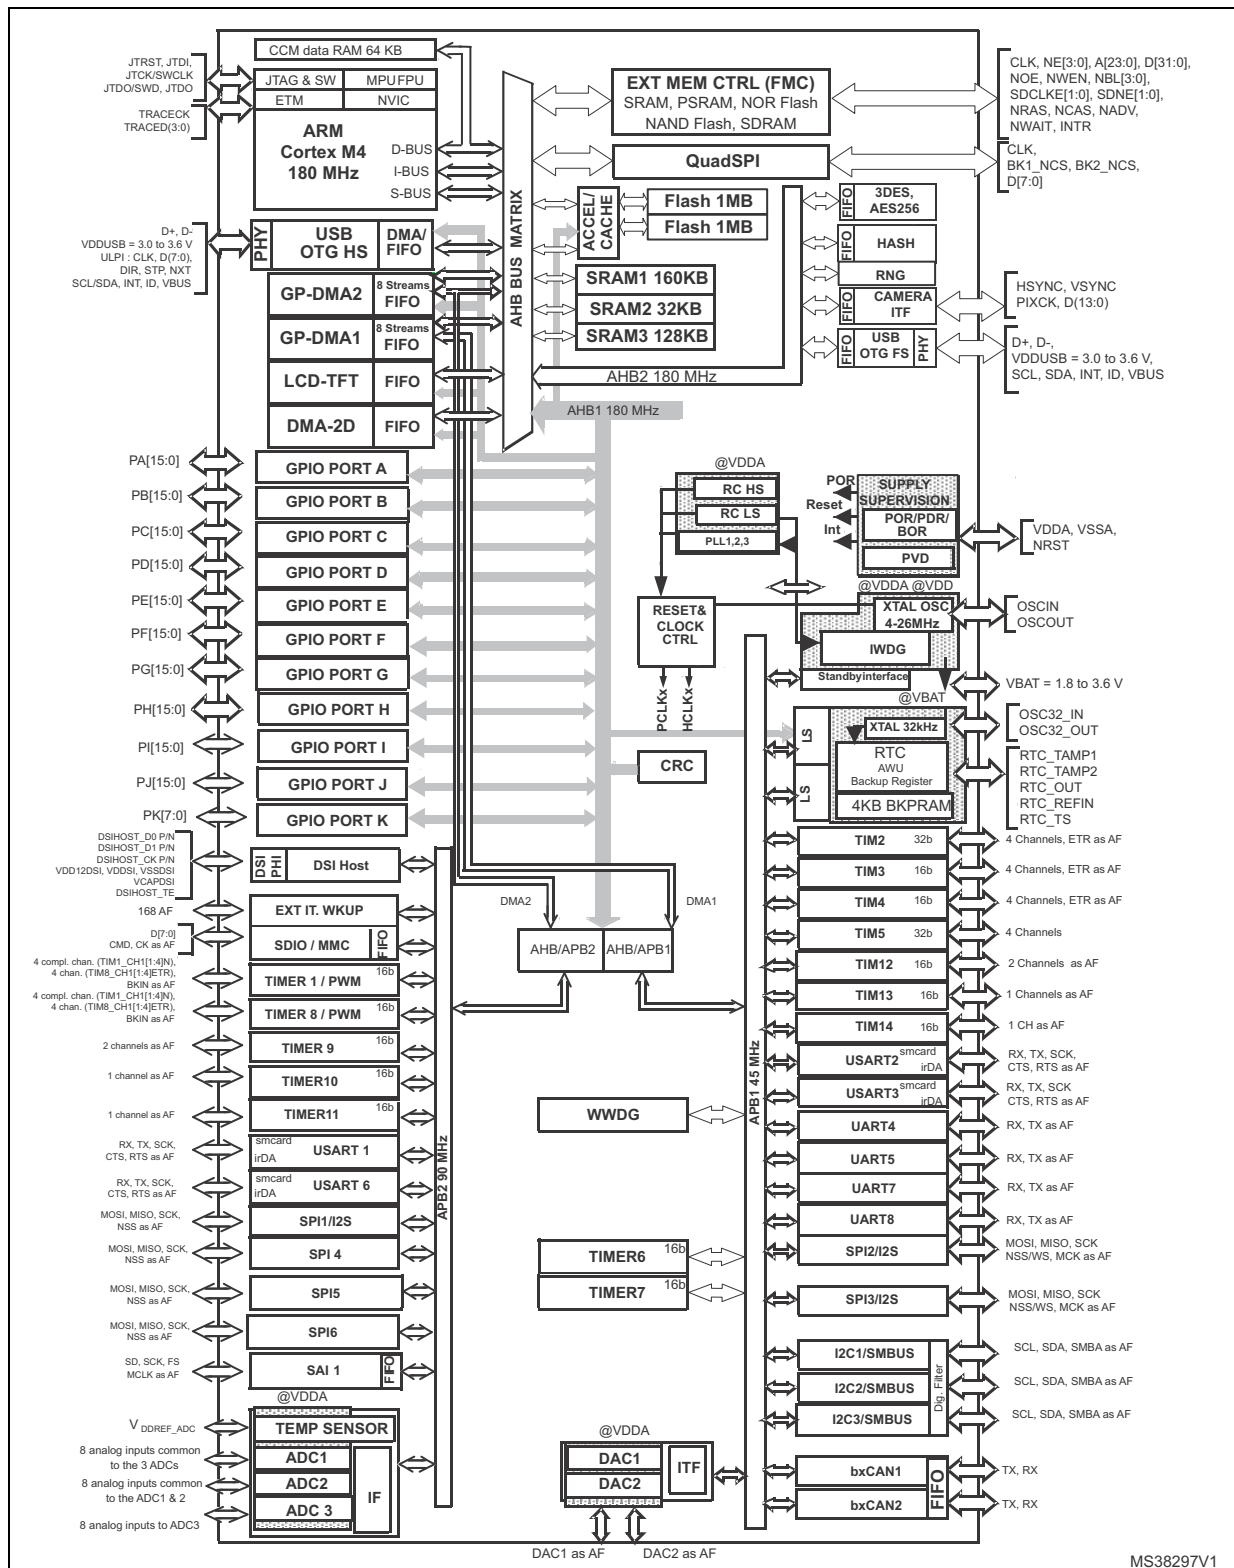 CCM data RAM 64 KB
JTRST, JTDI,
JTCK/SWCLK
JTDO/SWD, JTDO
TRACECK
TRACED(3:0)
JTAG & SW
MPU FPU
ETM
NVIC
ARM
Cortex M4
180 MHz
D-BUS
I-BUS
S-BUS
AHB BUS MATRIX
EXT MEM CTRL (FMC)
SRAM, PSRAM, NOR Flash
NAND Flash, SDRAM
CLK, NE[3:0], A[23:0], D[31:0],
NOE, NWEN, NBL[3:0],
SDCLKE[1:0], SDNE[1:0],
NRAS, NCAS, NADV,
NWAIT, INTR
QuadSPI
CLK,
BK1_NCS, BK2_NCS,
D[7:0]
ACCEL/
CACHE
Flash 1MB
Flash 1MB
SRAM1 160KB
SRAM2 32KB
SRAM3 128KB
FIFO
3DES,
AES256
FIFO
HASH
RNG
FIFO
CAMERA
ITF
HSYNC, VSYNC
PIXCK, D(13:0)
FIFO
USB
OTG FS
PHY
D+, D-,
VDDUSB = 3.0 to 3.6 V,
SCL, SDA, INT, ID, VBUS
AHB2 180 MHz
AHB1 180 MHz
D+, D-
VDDUSB = 3.0 to 3.6 V
ULPI : CLK, D(7:0),
DIR, STP, NXT
SCL/SDA, INT, ID, VBUS
PHY
USB
OTG HS
DMA/
FIFO
GP-DMA2
8 Streams
FIFO
GP-DMA1
8 Streams
FIFO
LCD-TFT
FIFO
DMA-2D
FIFO
PA[15:0]
GPIO PORT A
PB[15:0]
GPIO PORT B
PC[15:0]
GPIO PORT C
PD[15:0]
GPIO PORT D
PE[15:0]
GPIO PORT E
PF[15:0]
GPIO PORT F
PG[15:0]
GPIO PORT G
PH[15:0]
GPIO PORT H
PI[15:0]
GPIO PORT I
PJ[15:0]
GPIO PORT J
PK[7:0]
GPIO PORT K
@VDDA
RC HS
RC LS
PLL1,2,3
POR
Reset
Int
SUPPLY
SUPERVISION
POR/PDR/
BOR
PVD
VDDA, VSSA,
NRST
@VDDA @VDD
XTAL OSC
4-26MHz
OSCIN
OSCOUT
IWDG
RESET&
CLOCK
CTRL
PCLKx
HCLKx
Standbyinterface
VBAT = 1.8 to 3.6 V
@VBAT
LS
LS
XTAL 32kHz
OSC32_IN
OSC32_OUT
RTC
AWU
Backup Register
4KB BKPRAM
RTC_TAMP1
RTC_TAMP2
RTC_OUT
RTC_REFIN
RTC_TS
CRC
DSIHOST_D0 P/N
DSIHOST_D1 P/N
DSIHOST_CK P/N
VDD12DSI, VDDSI, VSSDSI
VCAPDSI
DSIHOST_TE
DSI
PHI
DSI Host
168 AF
EXT IT. WKUP
D[7:0]
CMD, CK as AF
SDIO / MMC
FIFO
4 compl. chan. (TIM1_CH1[1:4]N),
4 chan. (TIM8_CH1[1:4]ETR),
BKIN as AF
TIMER 1 / PWM
16b
4 compl. chan. (TIM1_CH1[1:4]N),
4 chan. (TIM8_CH1[1:4]ETR),
BKIN as AF
TIMER 8 / PWM
16b
2 channels as AF
TIMER 9
16b
1 channel as AF
TIMER10
16b
1 channel as AF
TIMER11
16b
RX, TX, SCK,
CTS, RTS as AF
smcard
irDA
USART 1
RX, TX, SCK,
CTS, RTS as AF
smcard
irDA
USART 6
MOSI, MISO, SCK,
NSS as AF
SPI1/I2S
MOSI, MISO, SCK,
NSS as AF
SPI 4
MOSI, MISO, SCK,
NSS as AF
SPI5
MOSI, MISO, SCK,
NSS as AF
SPI6
SD, SCK, FS
MCLK as AF
SAI 1
FIFO
@VDDA
VDDREF_ADC
TEMP SENSOR
8 analog inputs common
to the 3 ADCs
ADC1
8 analog inputs common
to the ADC1 & 2
ADC2
8 analog inputs to ADC3
ADC 3
IF
APB2 90 MHz
DMA2
DMA1
AHB/APB2
AHB/APB1
WWDG
TIMER6
16b
TIMER7
16b
@VDDA
DAC1
DAC2
ITF
DAC1 as AF
DAC2 as AF
APB1 45 MHz
TIM2
32b
4 Channels, ETR as AF
TIM3
16b
4 Channels, ETR as AF
TIM4
16b
4 Channels, ETR as AF
TIM5
32b
4 Channels
TIM12
16b
2 Channels as AF
TIM13
16b
1 Channels as AF
TIM14
16b
1 CH as AF
USART2
smcard
irDA
RX, TX, SCK,
CTS, RTS as AF
USART3
smcard
irDA
RX, TX, SCK
CTS, RTS as AF
UART4
RX, TX as AF
UART5
RX, TX as AF
UART7
RX, TX as AF
UART8
RX, TX as AF
SPI2/I2S
MOSI, MISO, SCK
NSS/WS, MCK as AF
SPI3/I2S
MOSI, MISO, SCK
NSS/WS, MCK as AF
I2C1/SMBUS
SCL, SDA, SMBA as AF
I2C2/SMBUS
SCL, SDA, SMBA as AF
I2C3/SMBUS
SCL, SDA, SMBA as AF
Dig. Filter
bxCAN1
TX, RX
bxCAN2
TX, RX
FIFO
MS38297V1